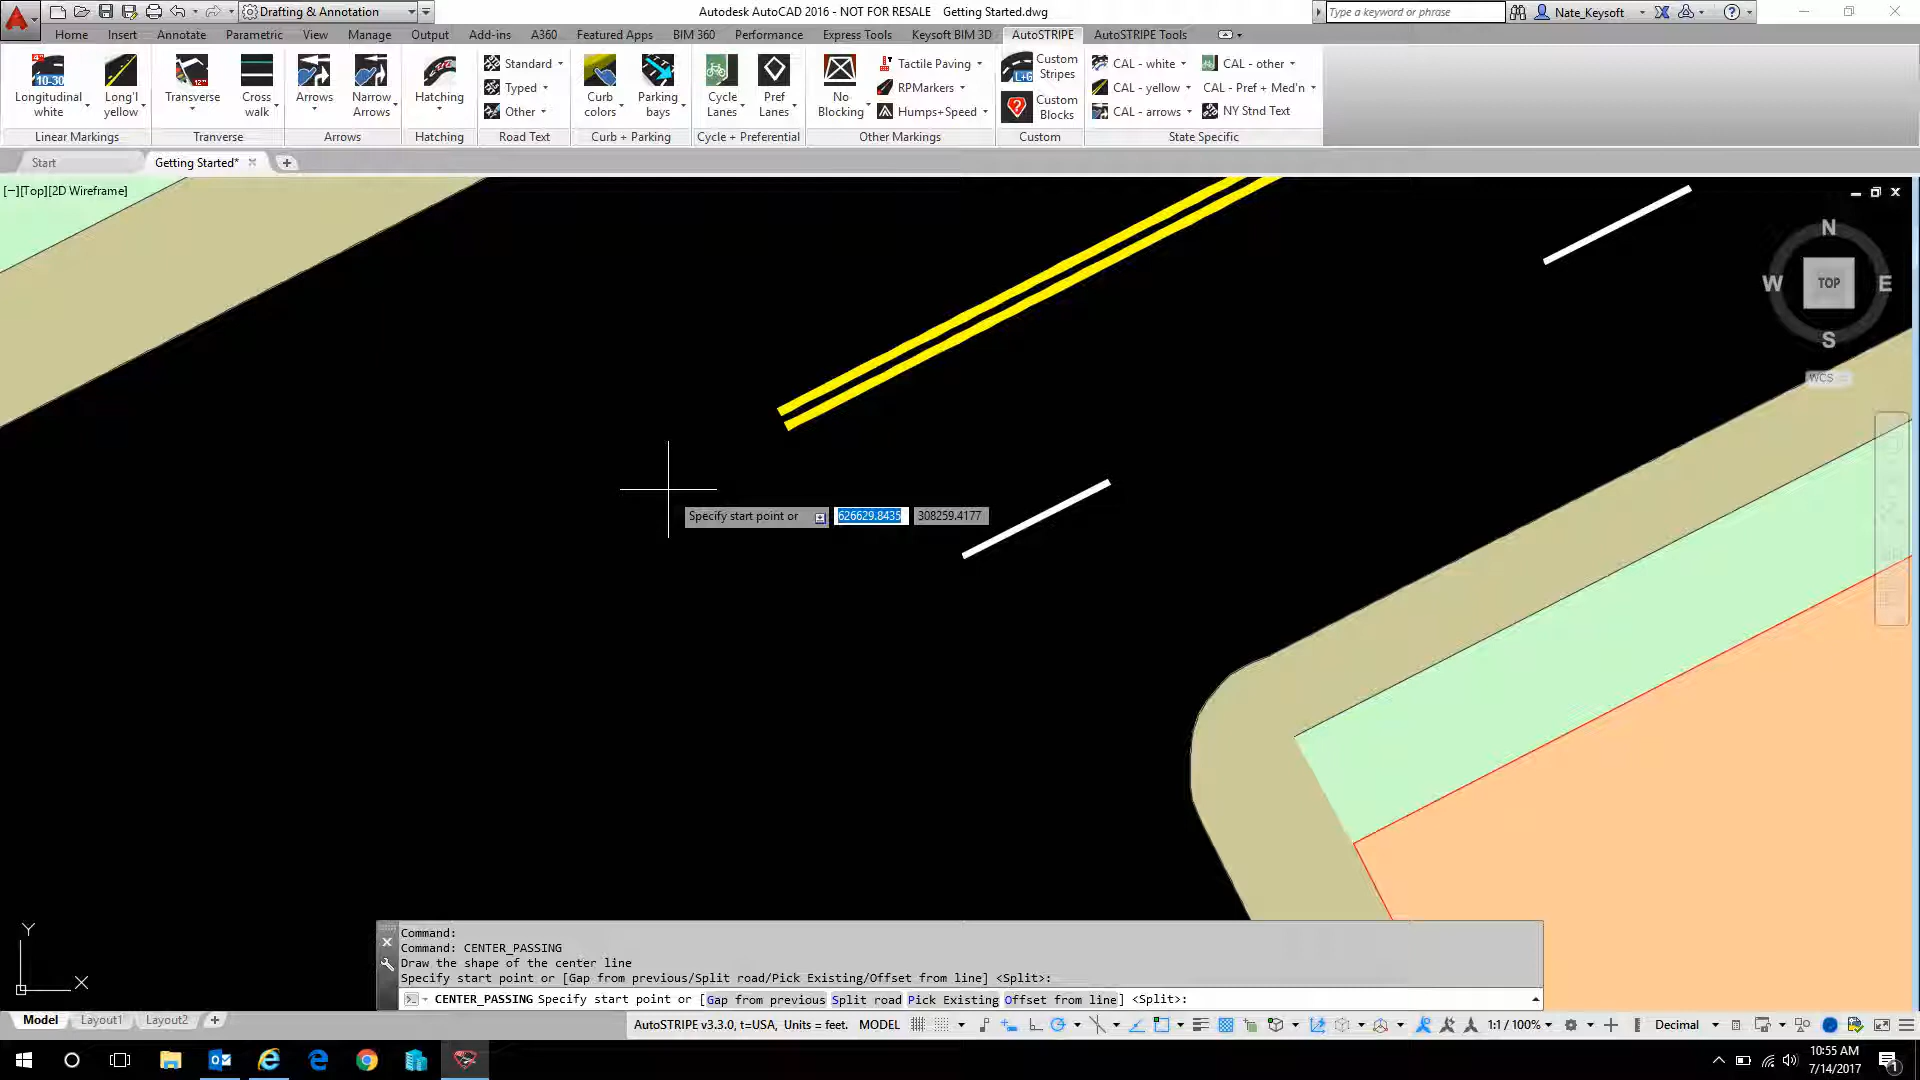 Drafting & Annotation
Autodesk AutoCAD 2016 - NOT FOR RESALE Getting Started.dwg
Type a keyword or phrase
Nate_Keysoft
Home Insert Annotate Parametric View Manage Output Add-ins A360 Featured Apps BIM 360 Performance Express Tools Keysoft BIM 3D AutoSTRIPE AutoSTRIPE Tools
10-30
Longitudinal white
Long'l yellow
12"
Transverse
Cross walk
Arrows
Narrow Arrows
Hatching
Standard
Typed
Other
Curb colors
Parking bays
Cycle Lanes
Pref Lanes
No Blocking
Tactile Paving
RPMarkers
Humps+Speed
L+G
Custom Stripes
Custom Blocks
CAL - white
CAL - yellow
CAL - arrows
CAL - other
CAL - Pref + Med'n
NY Stnd Text
Linear Markings Tranverse Arrows Hatching Road Text Curb + Parking Cycle + Preferential Other Markings Custom State Specific
Start Getting Started*
[−][Top][2D Wireframe]
N
W TOP E
S
WCS
Specify start point or 626629.8435 308259.4177
Y
X
Command:
Command: CENTER_PASSING
Draw the shape of the center line
Specify start point or [Gap from previous/Split road/Pick Existing/Offset from line] <Split>:
CENTER_PASSING Specify start point or [Gap from previous Split road Pick Existing Offset from line] <Split>:
Model Layout1 Layout2
AutoSTRIPE v3.3.0, t=USA, Units = feet. MODEL 1:1 / 100% Decimal
10:55 AM
7/14/2017
1